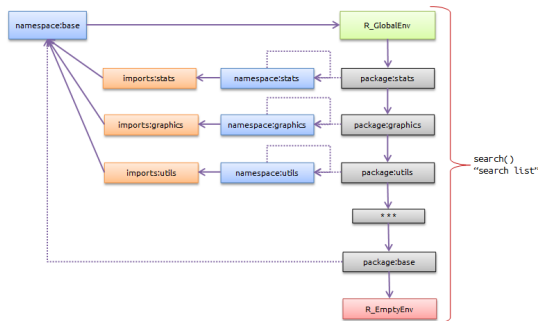 namespace:base
R_GlobalEnv
imports:stats
namespace:stats
package:stats
imports:graphics
namespace:graphics
package:graphics
imports:utils
namespace:utils
package:utils
search()
“search list”
* * *
package:base
R_EmptyEnv